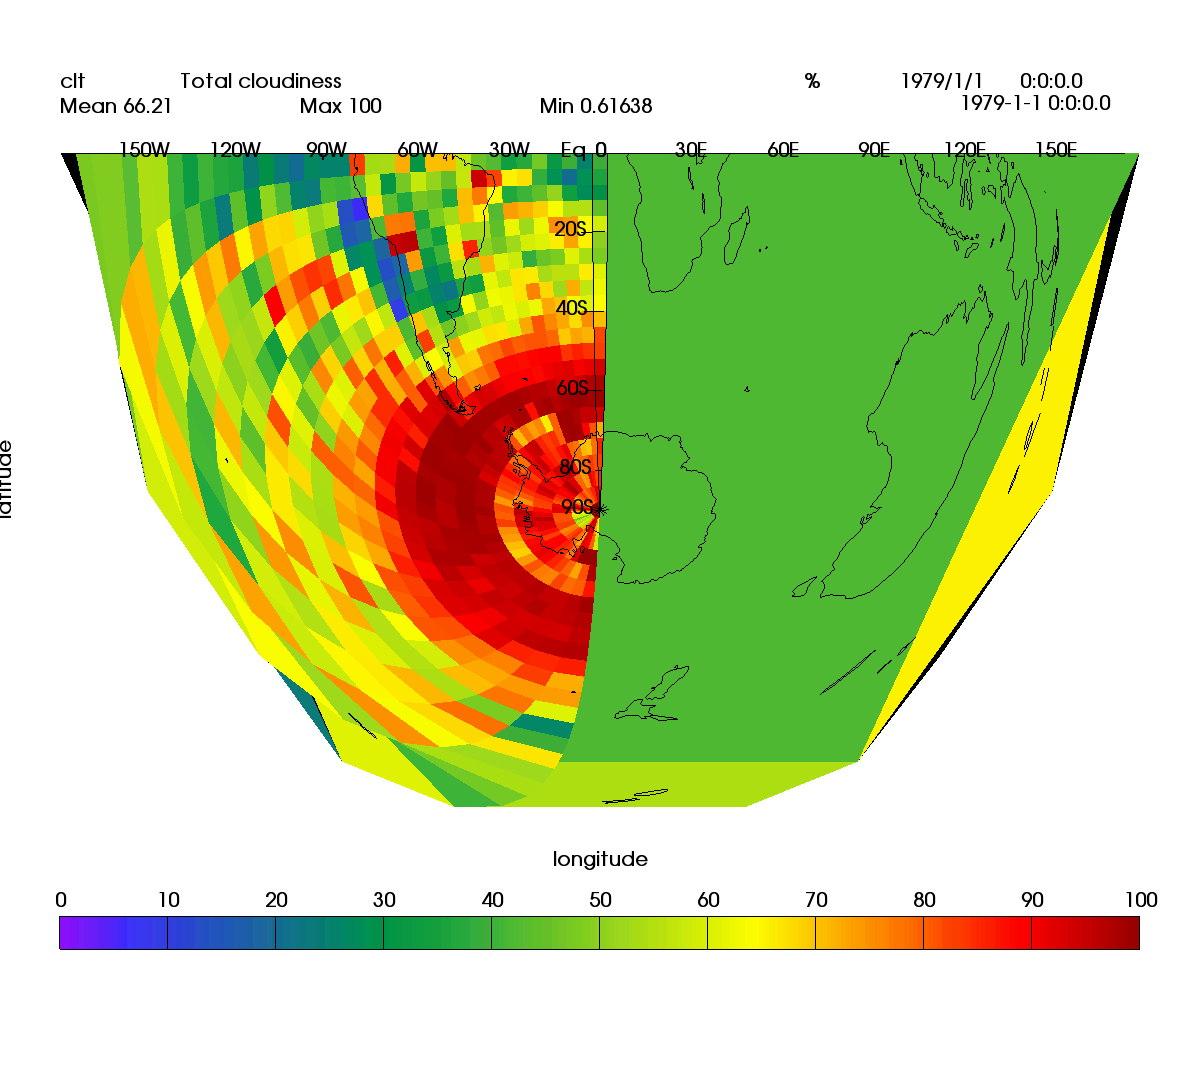 clt Total cloudiness % 1979/1/1 0:0:0.0
Mean 66.21 Max 100 Min 0.61638 1979-1-1 0:0:0.0
150W 120W 90W 60W 30W Eq 0 30E 60E 90E 120E 150E
20S
40S
60S
80S
90S
latitude
longitude
0 10 20 30 40 50 60 70 80 90 100